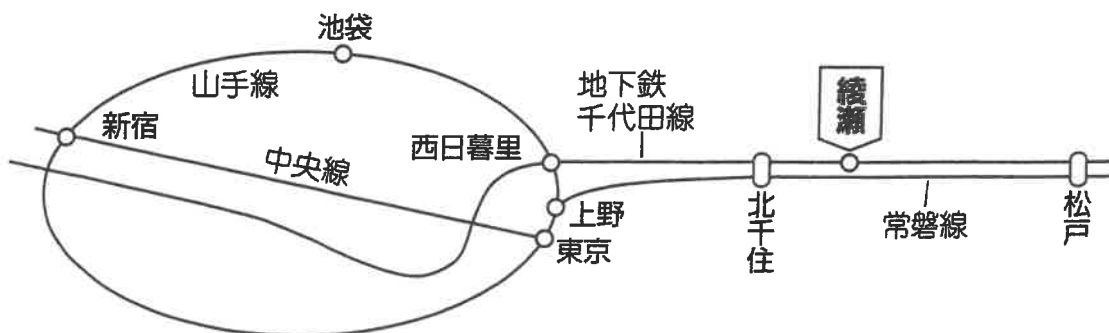 池袋
山手線
新宿
中央線
西日暮里
上野
東京
地下鉄
千代田線
北千住
綾瀬
常磐線
松戸